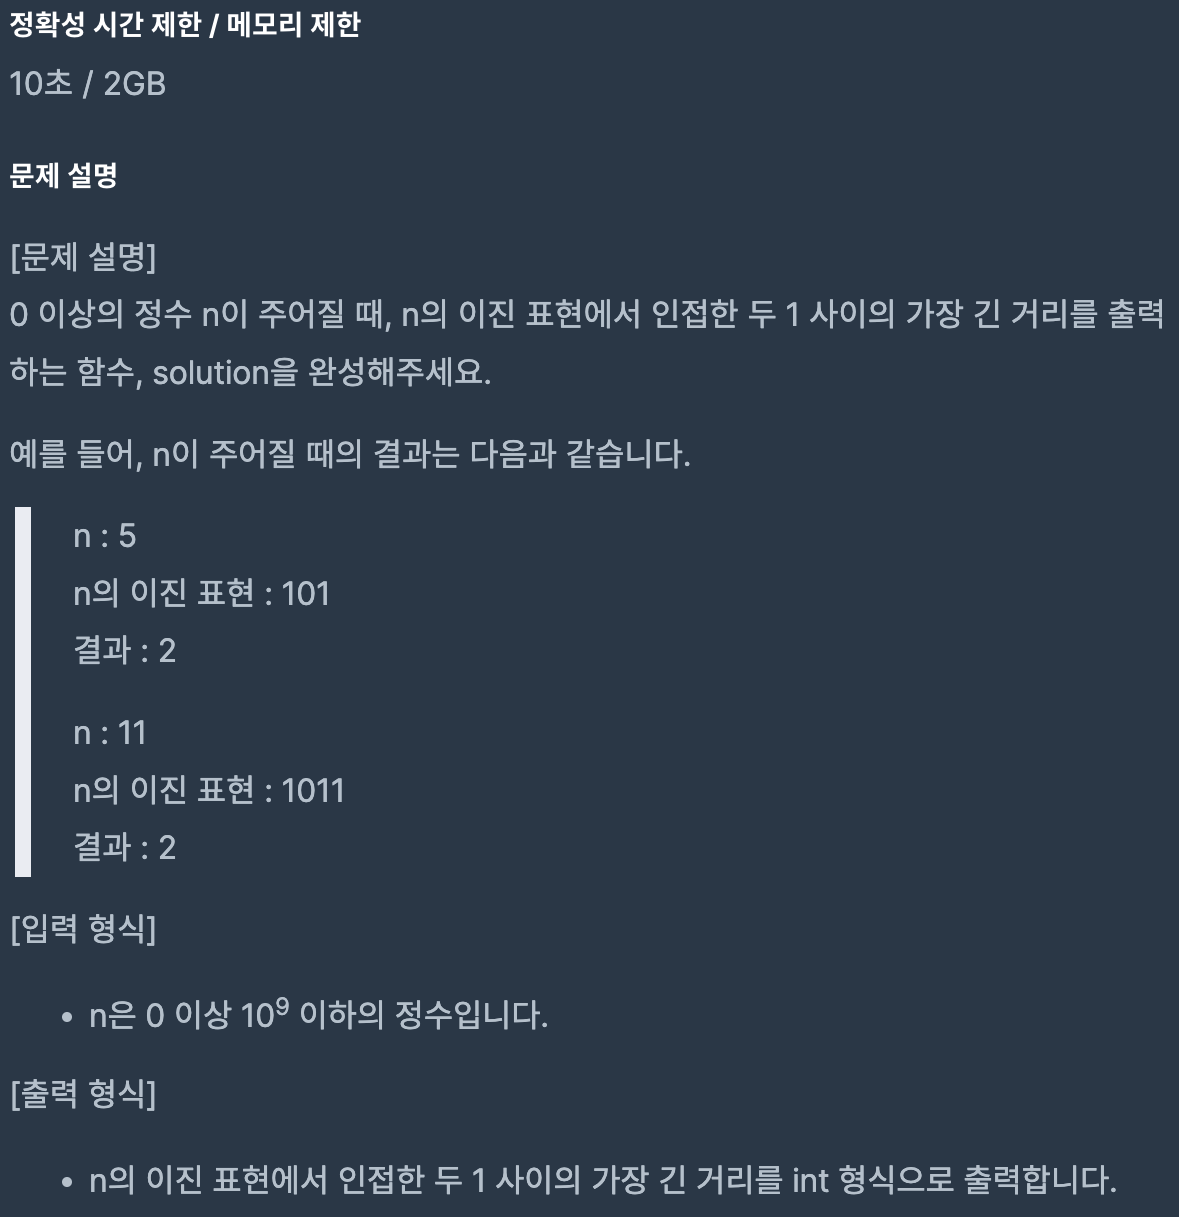 정확성 시간 제한 / 메모리 제한
10초 / 2GB
문제 설명
[문제 설명]
0 이상의 정수 n이 주어질 때, n의 이진 표현에서 인접한 두 1 사이의 가장 긴 거리를 출력
하는 함수, solution을 완성해주세요.
예를 들어, n이 주어질 때의 결과는 다음과 같습니다.
n : 5
n의 이진 표현 : 101
결과 : 2
n : 11
n의 이진 표현 : 1011
결과 : 2
[입력 형식]
• n은 0 이상 10⁹ 이하의 정수입니다.
[출력 형식]
• n의 이진 표현에서 인접한 두 1 사이의 가장 긴 거리를 int 형식으로 출력합니다.